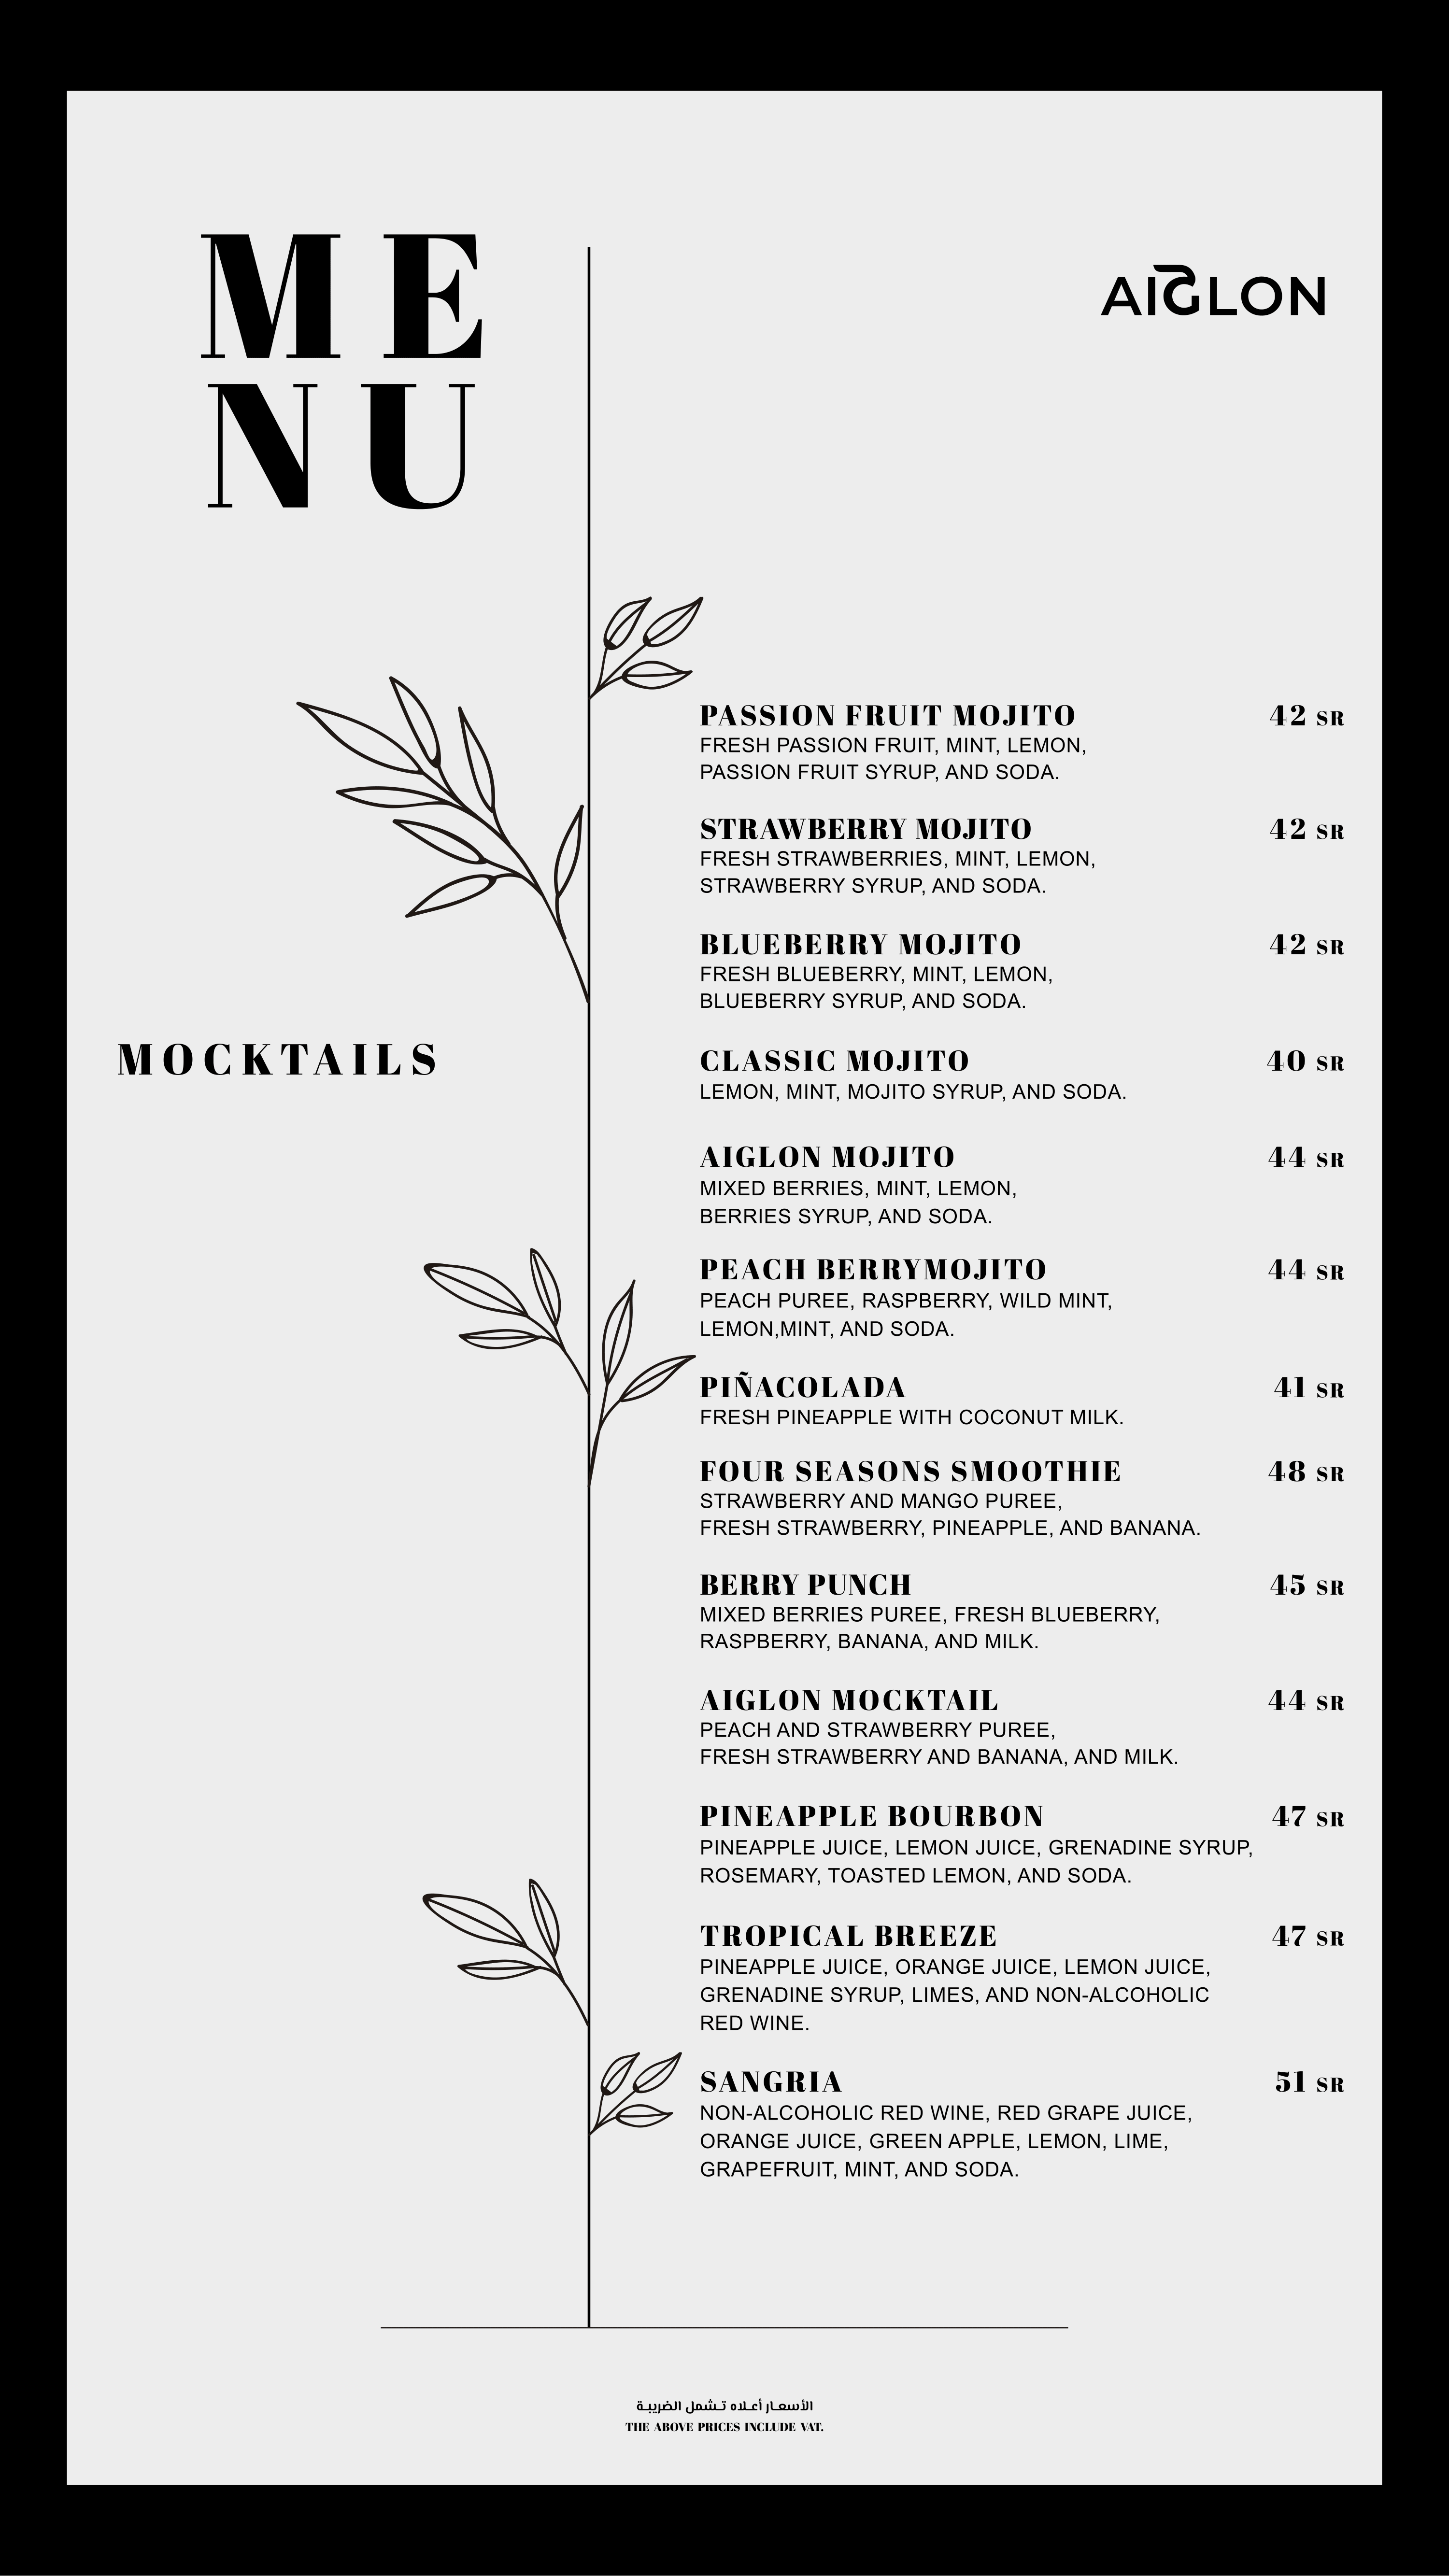 ME
NU
AIGLON
MOCKTAILS
PASSION FRUIT MOJITO 42 SR
FRESH PASSION FRUIT, MINT, LEMON,
PASSION FRUIT SYRUP, AND SODA.
STRAWBERRY MOJITO 42 SR
FRESH STRAWBERRIES, MINT, LEMON,
STRAWBERRY SYRUP, AND SODA.
BLUEBERRY MOJITO 42 SR
FRESH BLUEBERRY, MINT, LEMON,
BLUEBERRY SYRUP, AND SODA.
CLASSIC MOJITO 40 SR
LEMON, MINT, MOJITO SYRUP, AND SODA.
AIGLON MOJITO 44 SR
MIXED BERRIES, MINT, LEMON,
BERRIES SYRUP, AND SODA.
PEACH BERRYMOJITO 44 SR
PEACH PUREE, RASPBERRY, WILD MINT,
LEMON,MINT, AND SODA.
PIÑACOLADA 41 SR
FRESH PINEAPPLE WITH COCONUT MILK.
FOUR SEASONS SMOOTHIE 48 SR
STRAWBERRY AND MANGO PUREE,
FRESH STRAWBERRY, PINEAPPLE, AND BANANA.
BERRY PUNCH 45 SR
MIXED BERRIES PUREE, FRESH BLUEBERRY,
RASPBERRY, BANANA, AND MILK.
AIGLON MOCKTAIL 44 SR
PEACH AND STRAWBERRY PUREE,
FRESH STRAWBERRY AND BANANA, AND MILK.
PINEAPPLE BOURBON 47 SR
PINEAPPLE JUICE, LEMON JUICE, GRENADINE SYRUP,
ROSEMARY, TOASTED LEMON, AND SODA.
TROPICAL BREEZE 47 SR
PINEAPPLE JUICE, ORANGE JUICE, LEMON JUICE,
GRENADINE SYRUP, LIMES, AND NON-ALCOHOLIC
RED WINE.
SANGRIA 51 SR
NON-ALCOHOLIC RED WINE, RED GRAPE JUICE,
ORANGE JUICE, GREEN APPLE, LEMON, LIME,
GRAPEFRUIT, MINT, AND SODA.
الأسعـار أعـلاه تـشمل الضريبـة
THE ABOVE PRICES INCLUDE VAT.